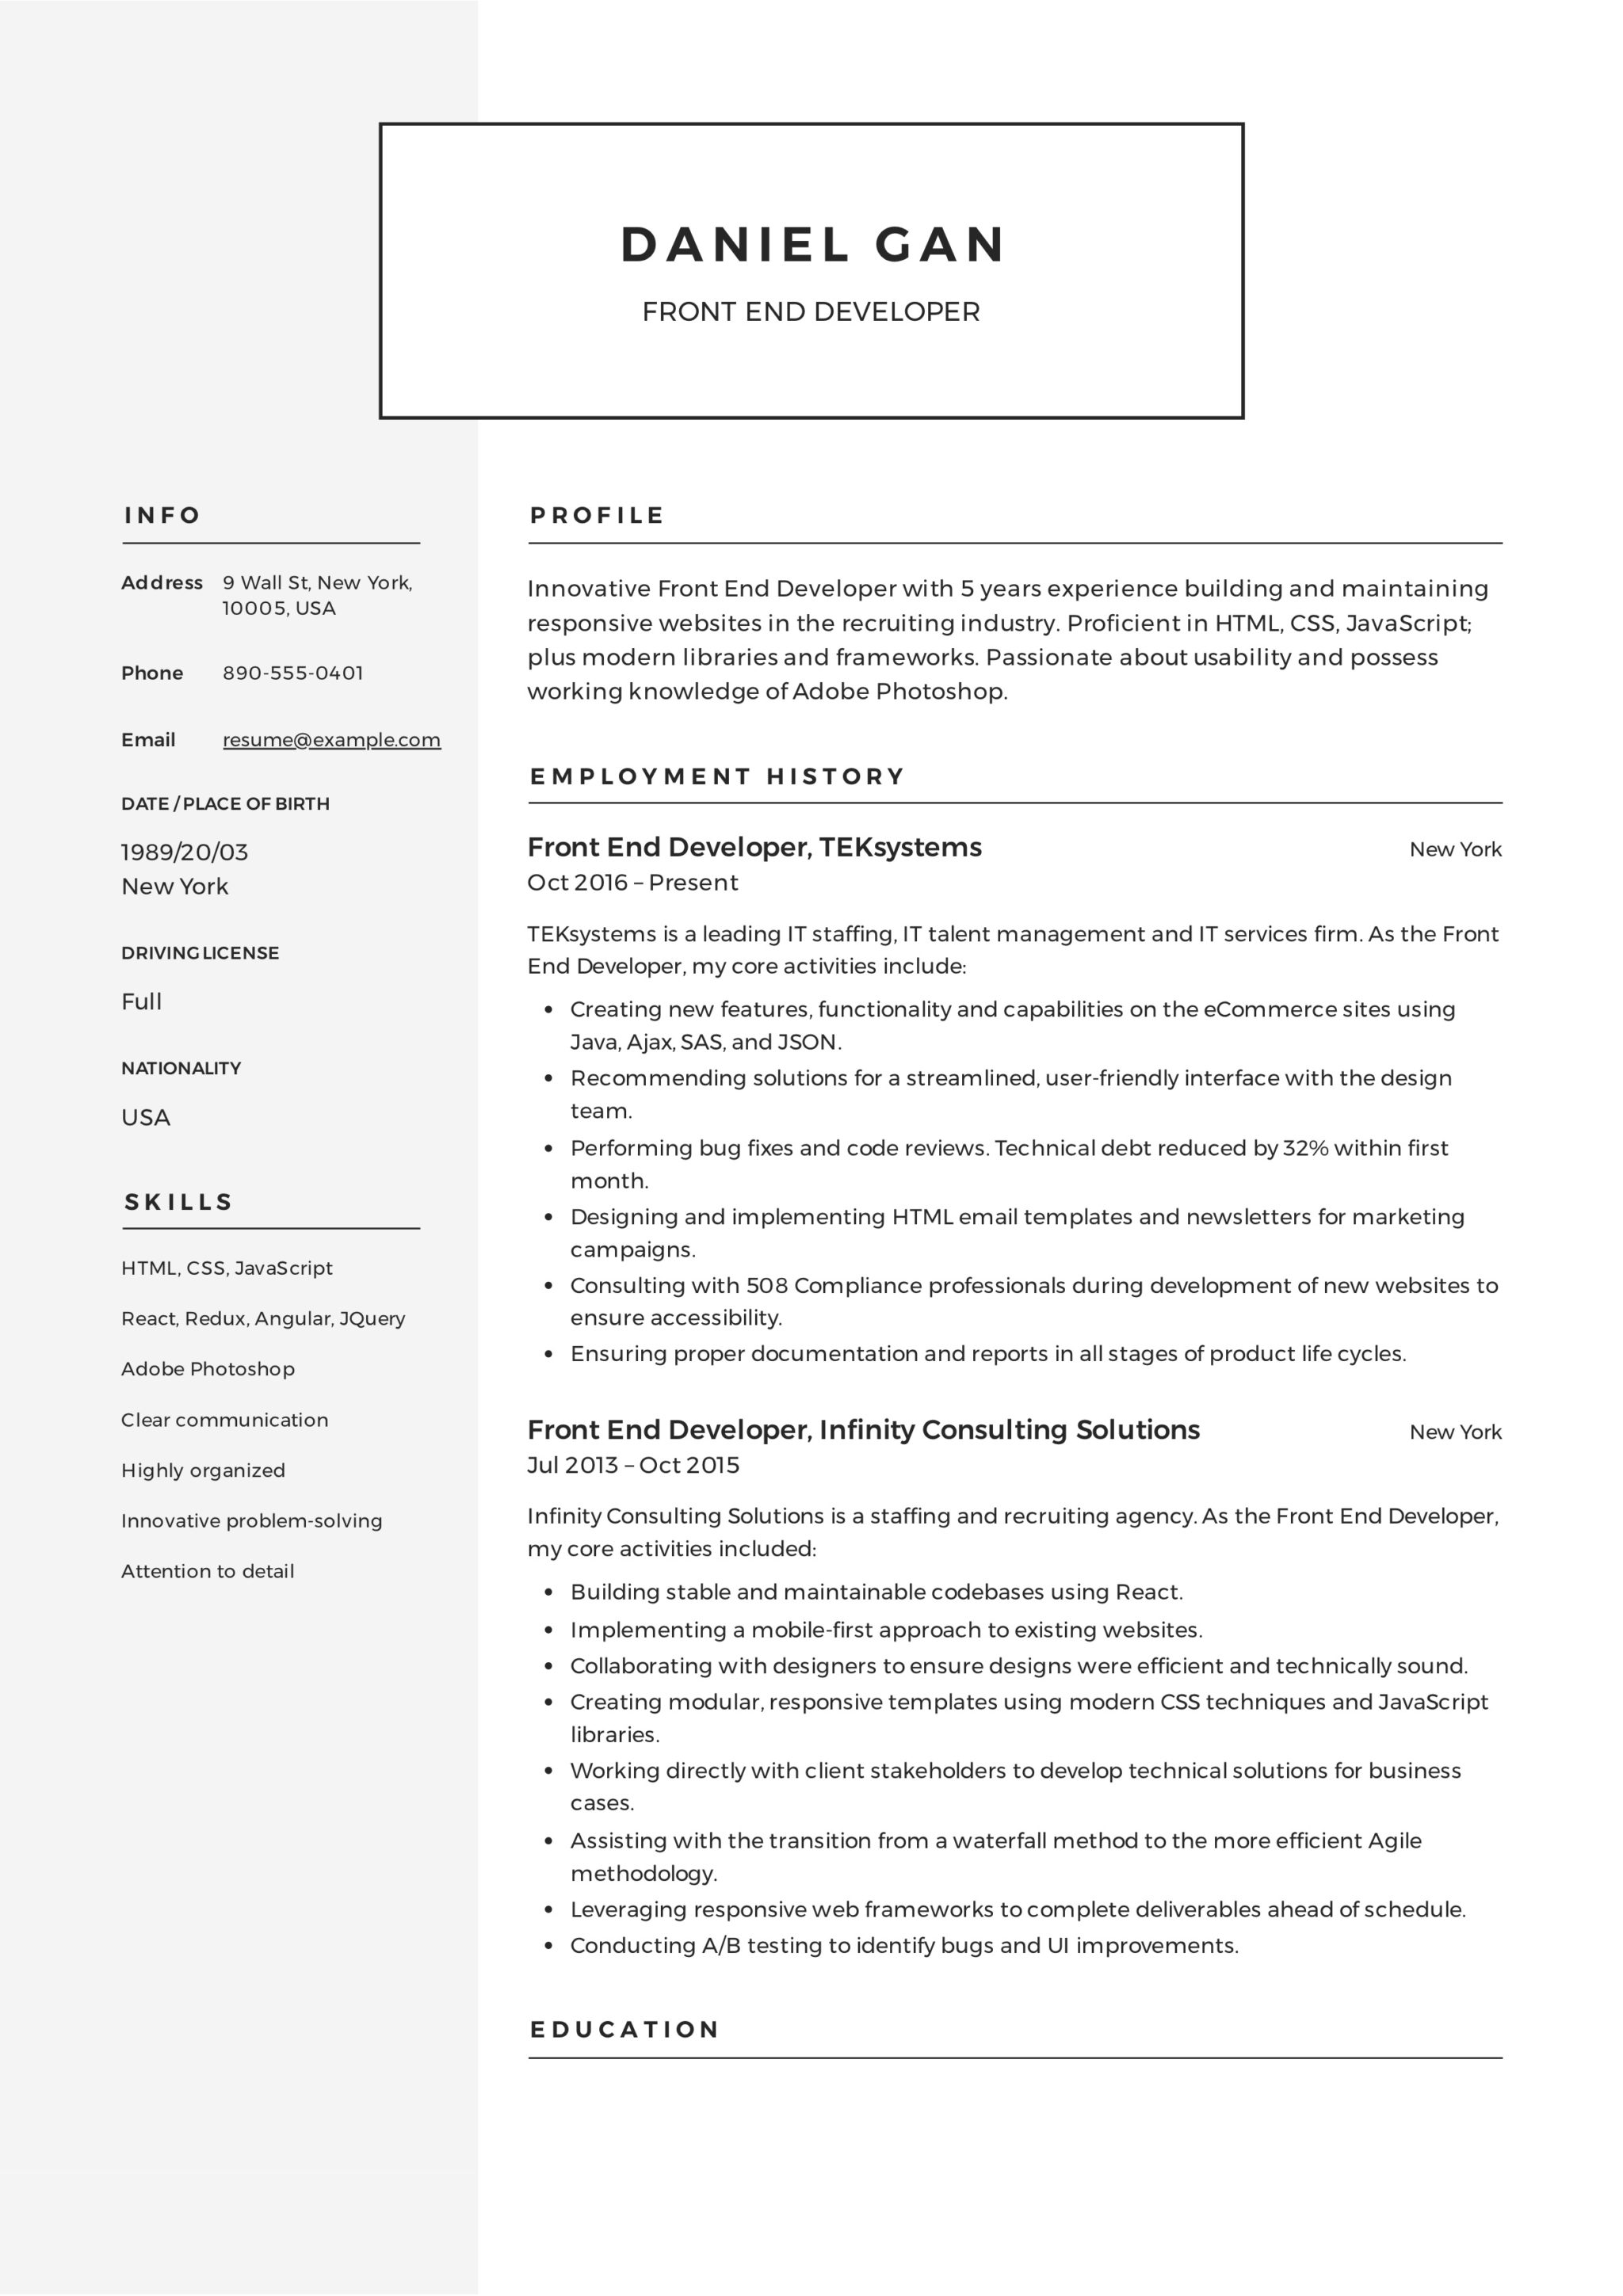 DANIEL GAN
FRONT END DEVELOPER
INFO
Address 9 Wall St, New York,
10005, USA
Phone 890-555-0401
Email resume@example.com
DATE / PLACE OF BIRTH
1989/20/03
New York
DRIVING LICENSE
Full
NATIONALITY
USA
SKILLS
HTML, CSS, JavaScript
React, Redux, Angular, JQuery
Adobe Photoshop
Clear communication
Highly organized
Innovative problem-solving
Attention to detail
PROFILE
Innovative Front End Developer with 5 years experience building and maintaining
responsive websites in the recruiting industry. Proficient in HTML, CSS, JavaScript;
plus modern libraries and frameworks. Passionate about usability and possess
working knowledge of Adobe Photoshop.
EMPLOYMENT HISTORY
Front End Developer, TEKsystems New York
Oct 2016 – Present
TEKsystems is a leading IT staffing, IT talent management and IT services firm. As the Front
End Developer, my core activities include:
• Creating new features, functionality and capabilities on the eCommerce sites using
Java, Ajax, SAS, and JSON.
• Recommending solutions for a streamlined, user-friendly interface with the design
team.
• Performing bug fixes and code reviews. Technical debt reduced by 32% within first
month.
• Designing and implementing HTML email templates and newsletters for marketing
campaigns.
• Consulting with 508 Compliance professionals during development of new websites to
ensure accessibility.
• Ensuring proper documentation and reports in all stages of product life cycles.
Front End Developer, Infinity Consulting Solutions New York
Jul 2013 – Oct 2015
Infinity Consulting Solutions is a staffing and recruiting agency. As the Front End Developer,
my core activities included:
• Building stable and maintainable codebases using React.
• Implementing a mobile-first approach to existing websites.
• Collaborating with designers to ensure designs were efficient and technically sound.
• Creating modular, responsive templates using modern CSS techniques and JavaScript
libraries.
• Working directly with client stakeholders to develop technical solutions for business
cases.
• Assisting with the transition from a waterfall method to the more efficient Agile
methodology.
• Leveraging responsive web frameworks to complete deliverables ahead of schedule.
• Conducting A/B testing to identify bugs and UI improvements.
EDUCATION